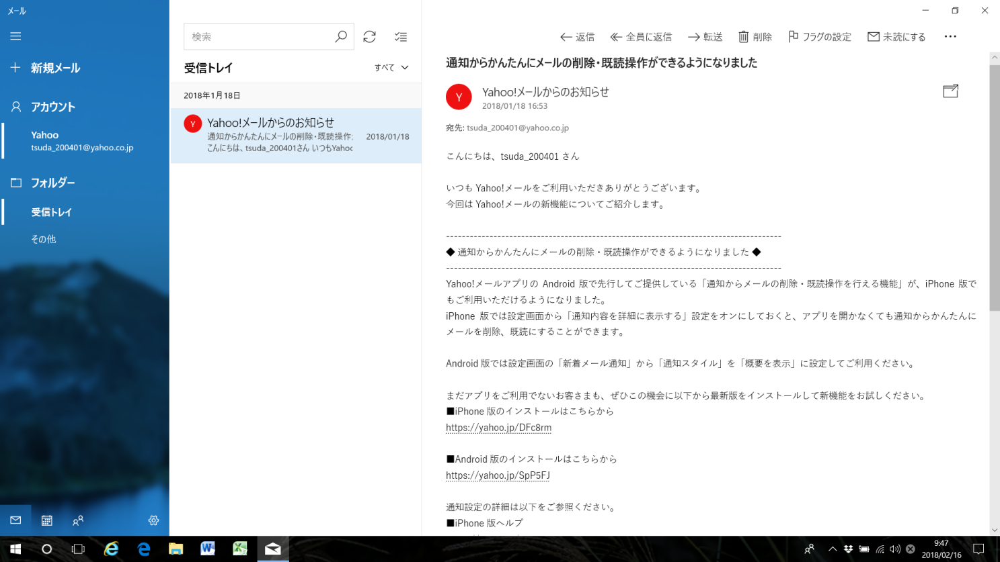 メール
新規メール
アカウント
Yahoo
tsuda_200401@yahoo.co.jp
フォルダー
受信トレイ
その他
検索
受信トレイ
すべて
2018年1月18日
Y
Yahoo!メールからのお知らせ
通知からかんたんにメールの削除・既読操作
2018/01/18
こんにちは、tsuda_200401さん いつもYahoo
返信
全員に返信
転送
削除
フラグの設定
未読にする
通知からかんたんにメールの削除・既読操作ができるようになりました
Y
Yahoo!メールからのお知らせ
2018/01/18 16:53
宛先: tsuda_200401@yahoo.co.jp
こんにちは、tsuda_200401 さん
いつも Yahoo!メールをご利用いただきありがとうございます。
今回は Yahoo!メールの新機能についてご紹介します。
◆ 通知からかんたんにメールの削除・既読操作ができるようになりました ◆
Yahoo!メールアプリの Android 版で先行してご提供している「通知からメールの削除・既読操作を行える機能」が、iPhone 版で
もご利用いただけるようになりました。
iPhone 版では設定画面から「通知内容を詳細に表示する」設定をオンにしておくと、アプリを開かなくても通知からかんたんに
メールを削除、既読にすることができます。
Android 版では設定画面の「新着メール通知」から「通知スタイル」を「概要を表示」に設定してご利用ください。
まだアプリをご利用でないお客さまも、ぜひこの機会に以下から最新版をインストールして新機能をお試しください。
■iPhone 版のインストールはこちらから
https://yahoo.jp/DFc8rm
■Android 版のインストールはこちらから
https://yahoo.jp/SpP5FJ
通知設定の詳細は以下をご参照ください。
■iPhone 版ヘルプ
9:47
2018/02/16